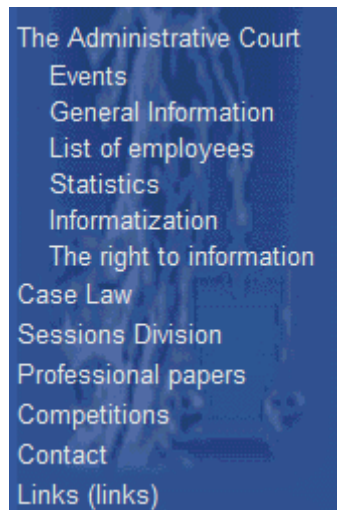 The Administrative Court
Events
General Information
List of employees
Statistics
Informatization
The right to information
Case Law
Sessions Division
Professional papers
Competitions
Contact
Links (links)